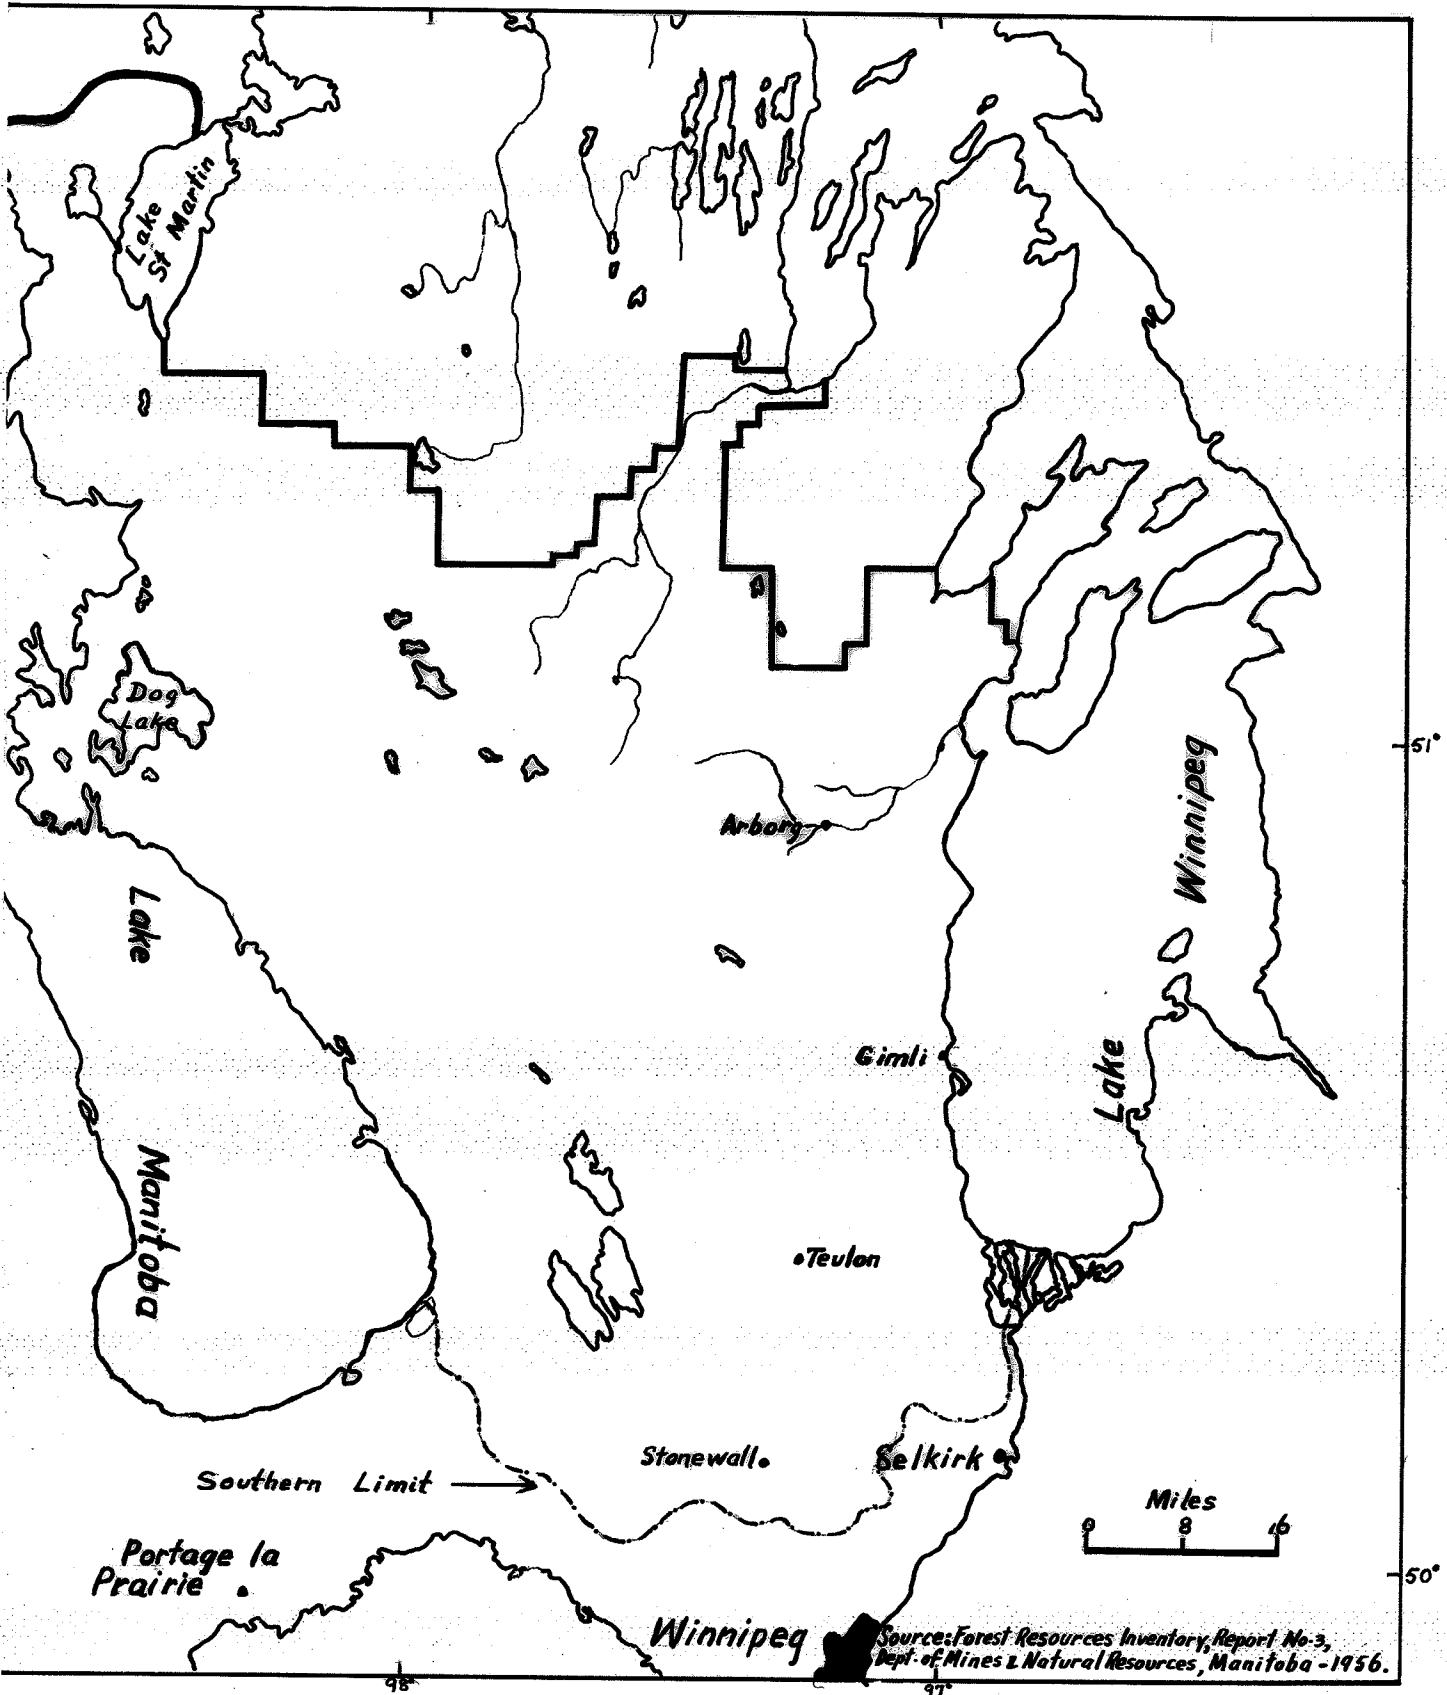 Lake
St Martin
Dog
Lake
51°
Winnipeg
Arborg
Lake
Gimli
Lake
Manitoba
Teulon
Stonewall
Selkirk
Southern Limit
Miles
0 8 16
Portage la
Prairie
50°
Winnipeg
Source: Forest Resources Inventory, Report No.3,
Dept. of Mines & Natural Resources, Manitoba - 1956.
98°
97°